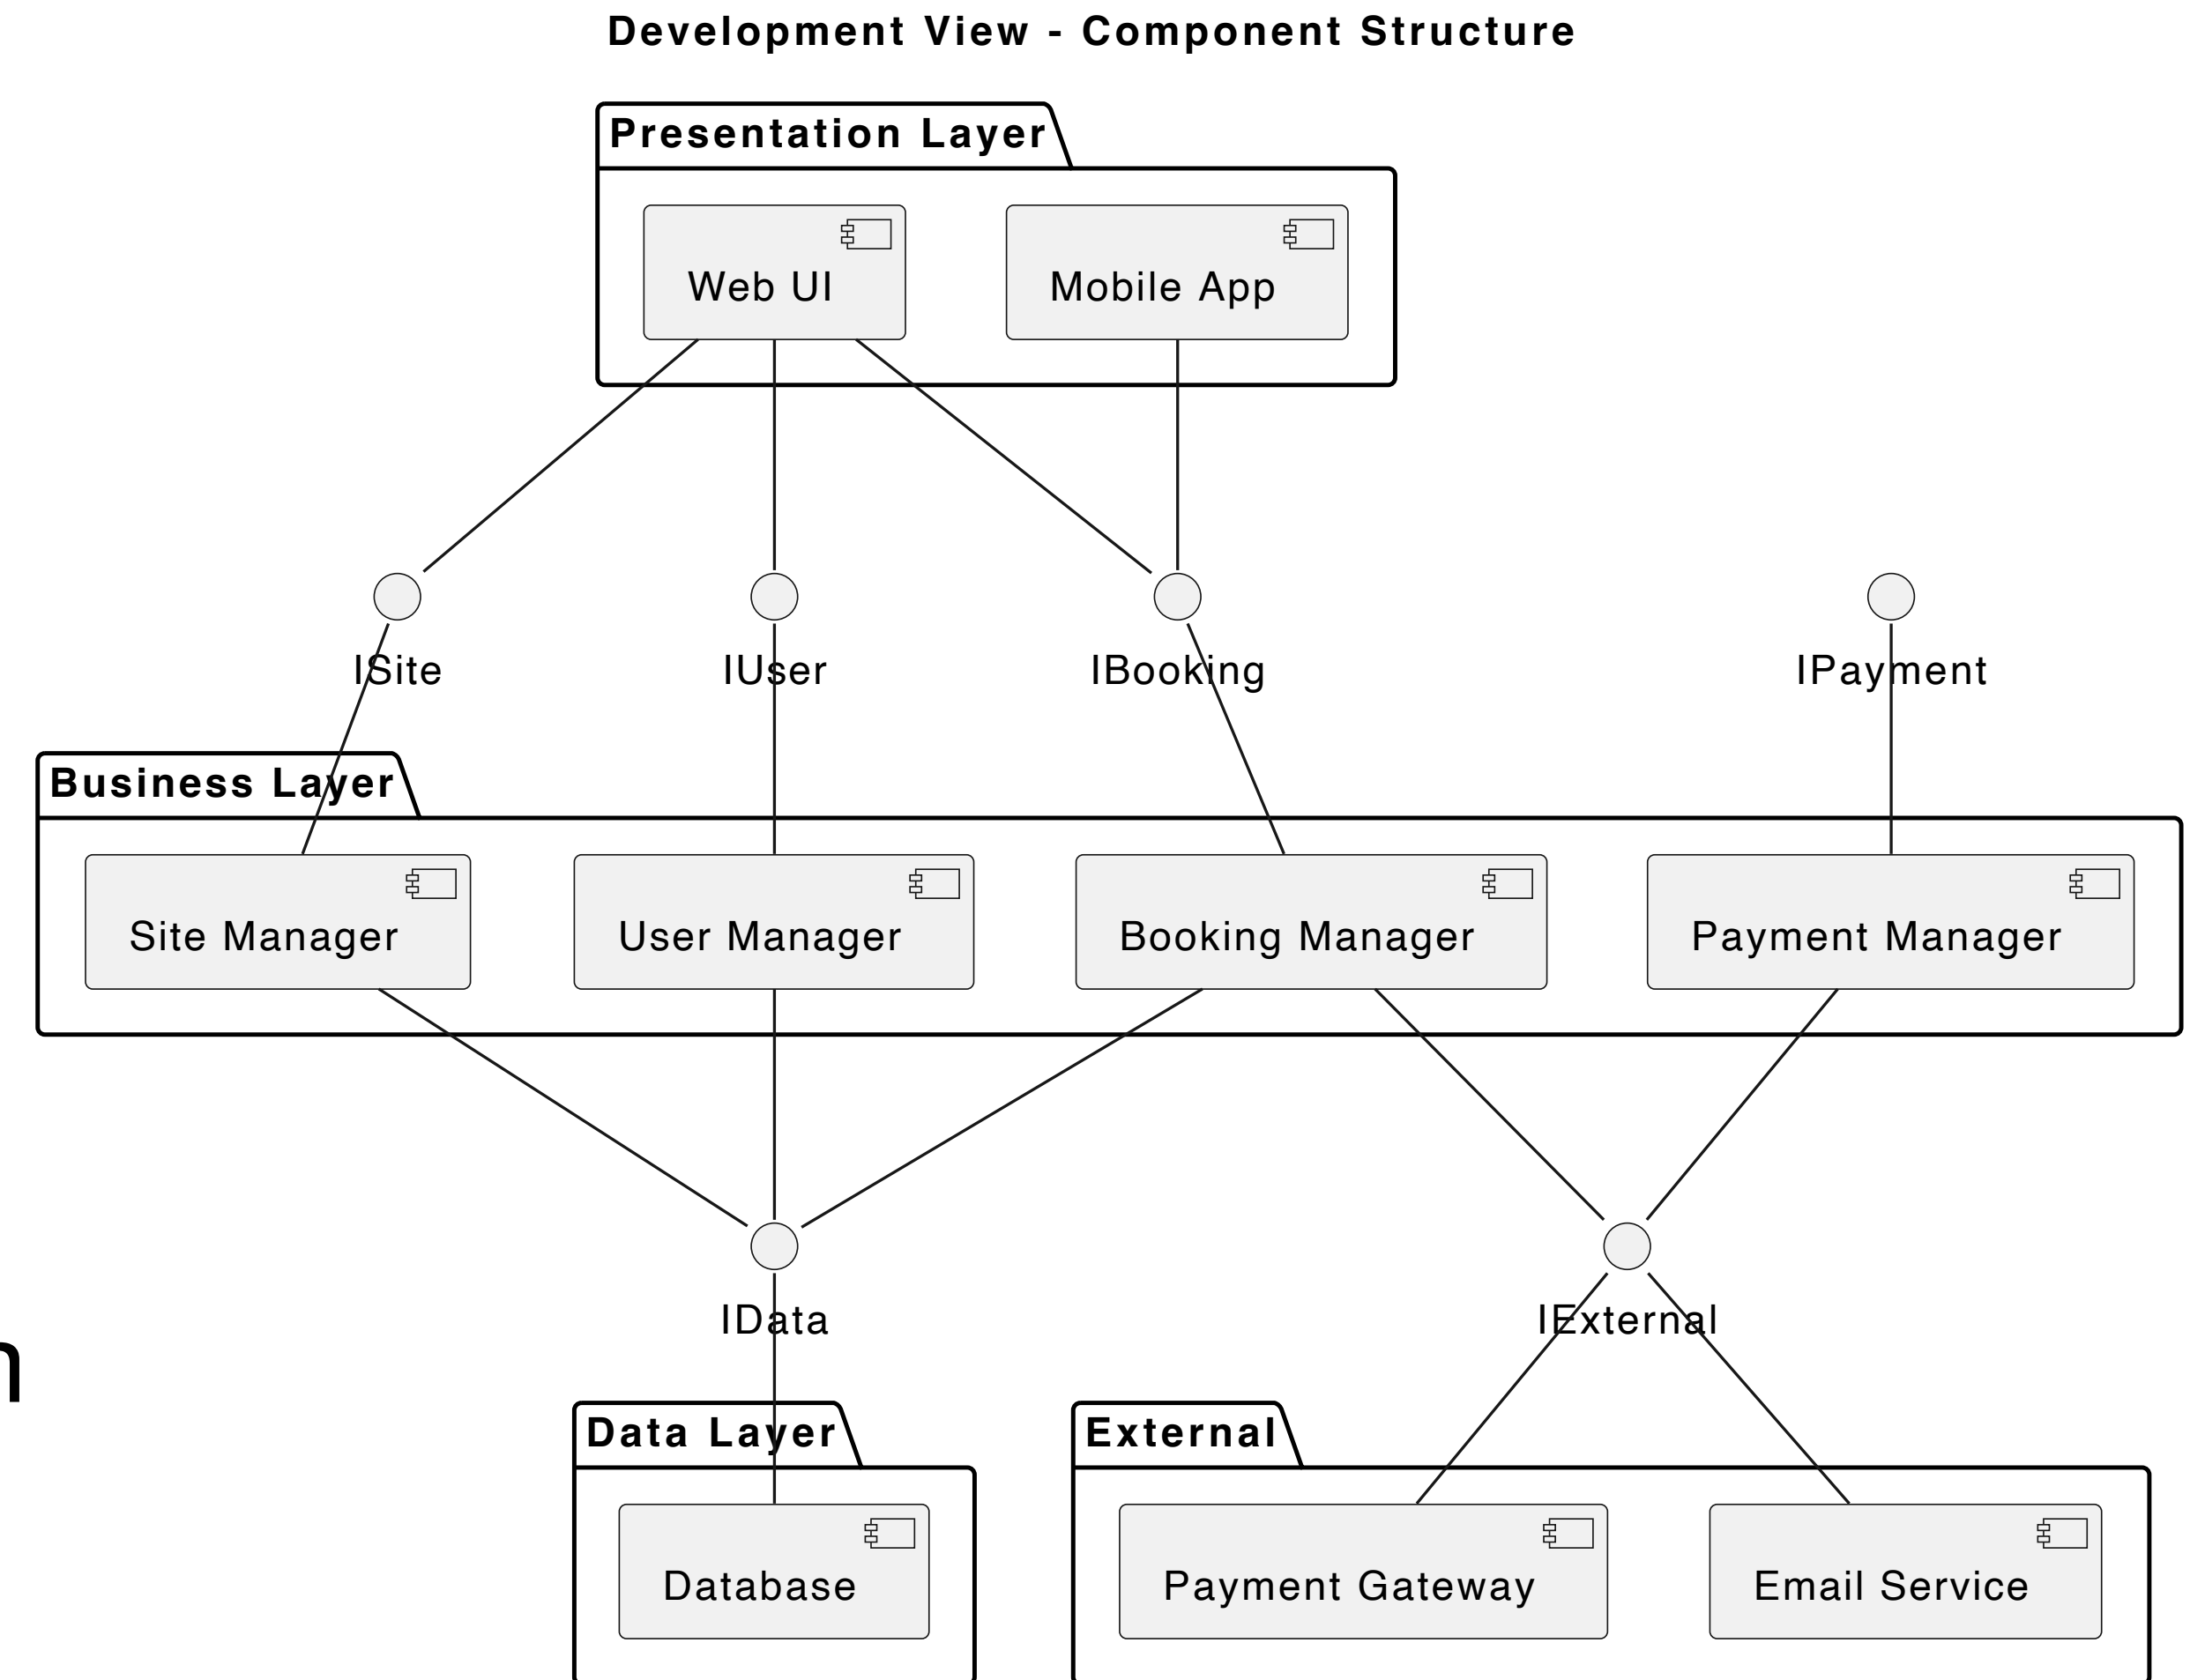 Development View - Component Structure
Presentation Layer
Web UI
Mobile App
ISite
IUser
IBooking
IPayment
Business Layer
Site Manager
User Manager
Booking Manager
Payment Manager
IData
IExternal
n
Data Layer
External
Database
Payment Gateway
Email Service